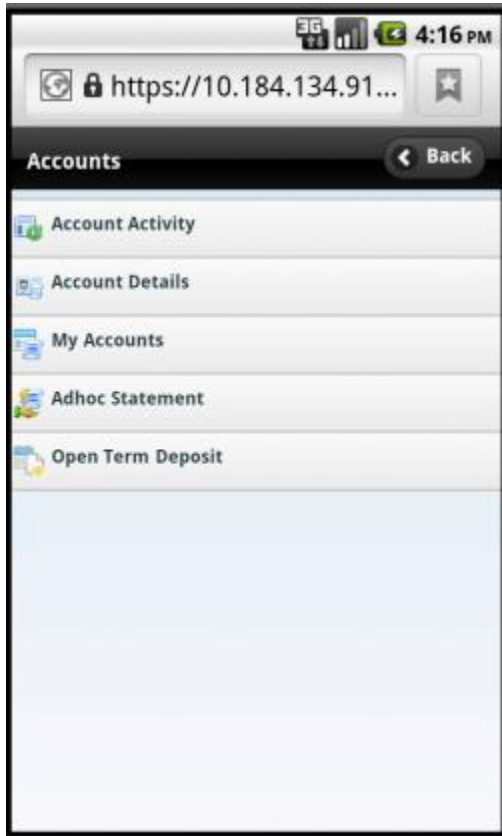 3G 4:16 PM
https://10.184.134.91...
Accounts Back
Account Activity
Account Details
My Accounts
Adhoc Statement
Open Term Deposit